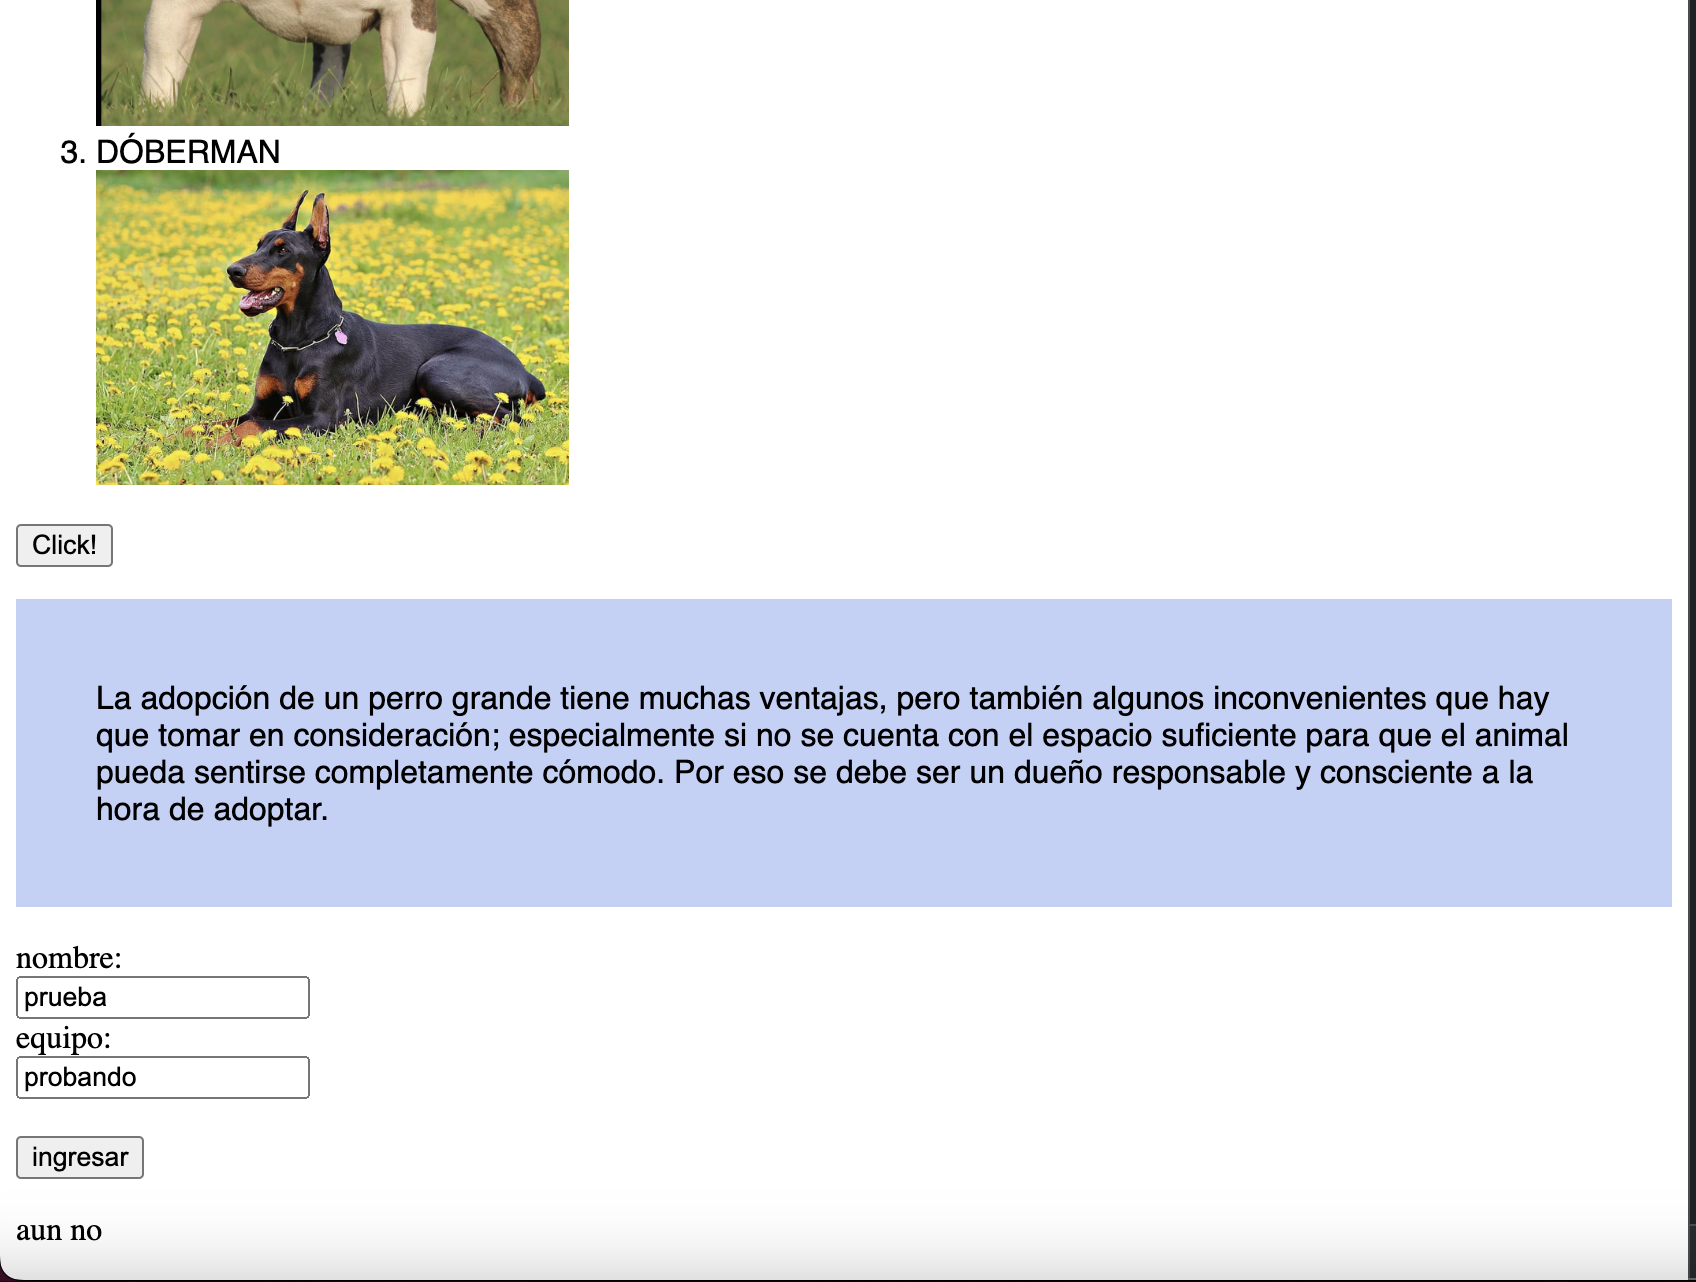 3. DÓBERMAN
Click!
La adopción de un perro grande tiene muchas ventajas, pero también algunos inconvenientes que hay
que tomar en consideración; especialmente si no se cuenta con el espacio suficiente para que el animal
pueda sentirse completamente cómodo. Por eso se debe ser un dueño responsable y consciente a la
hora de adoptar.
nombre:
prueba
equipo:
probando
ingresar
aun no